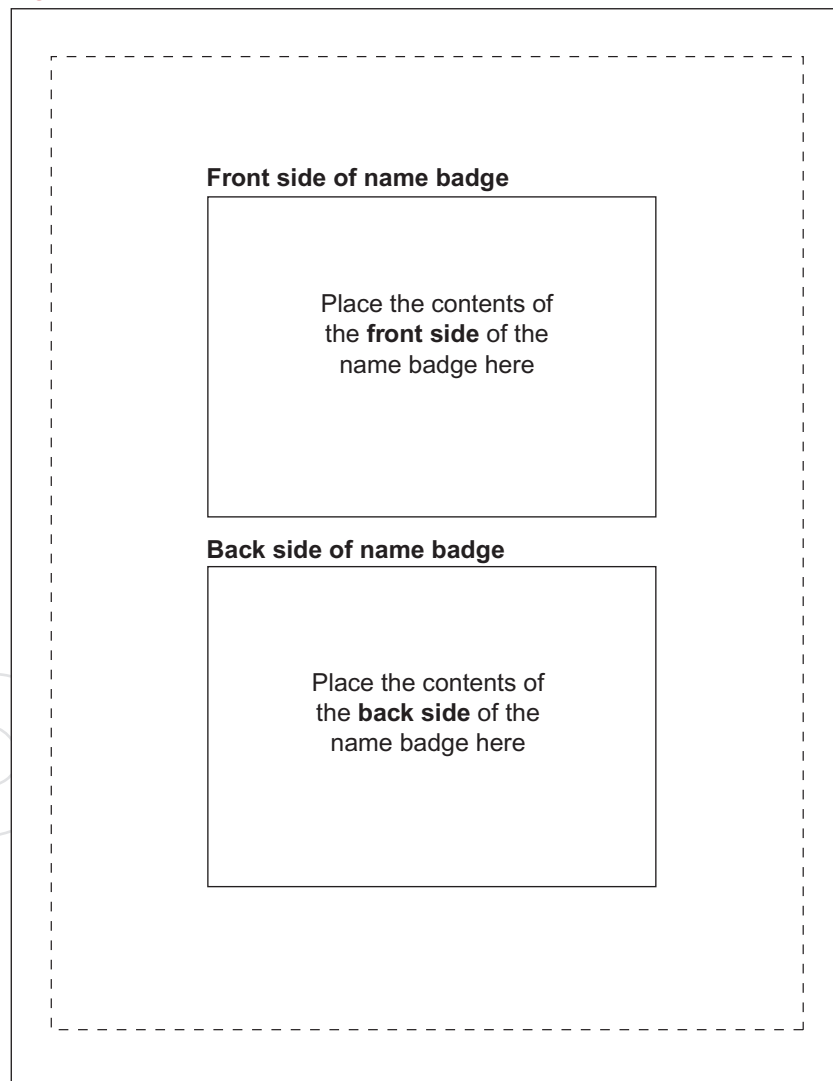 Front side of name badge
Place the contents of
the front side of the
name badge here
Back side of name badge
Place the contents of
the back side of the
name badge here